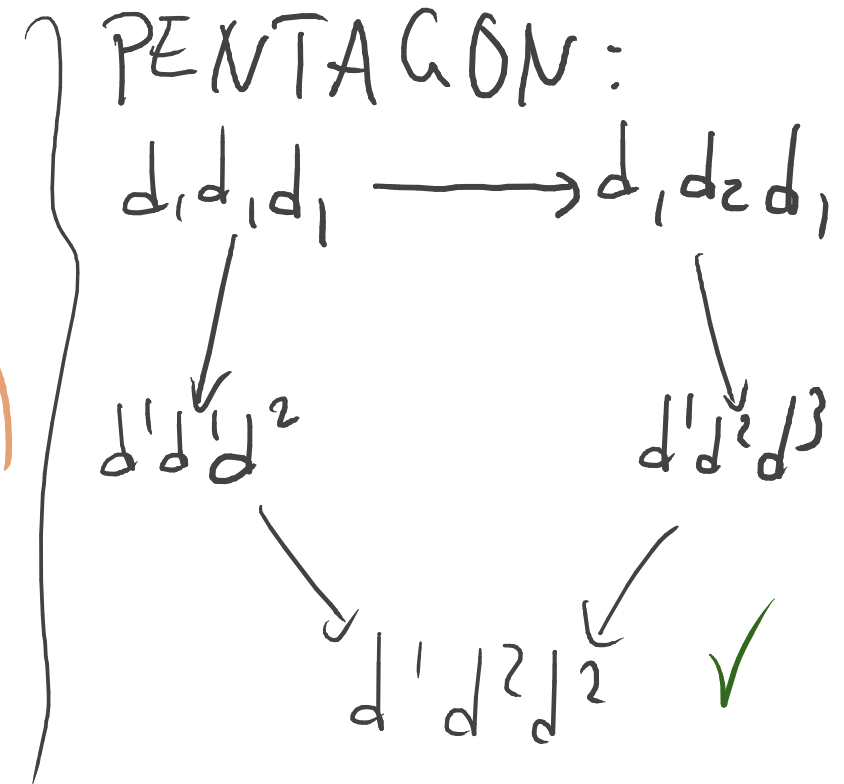 PENTAGON:
d₁d₁d₁ → d₁d₂d₁
d¹d¹d² d¹d²d³
d¹d²d² ✓